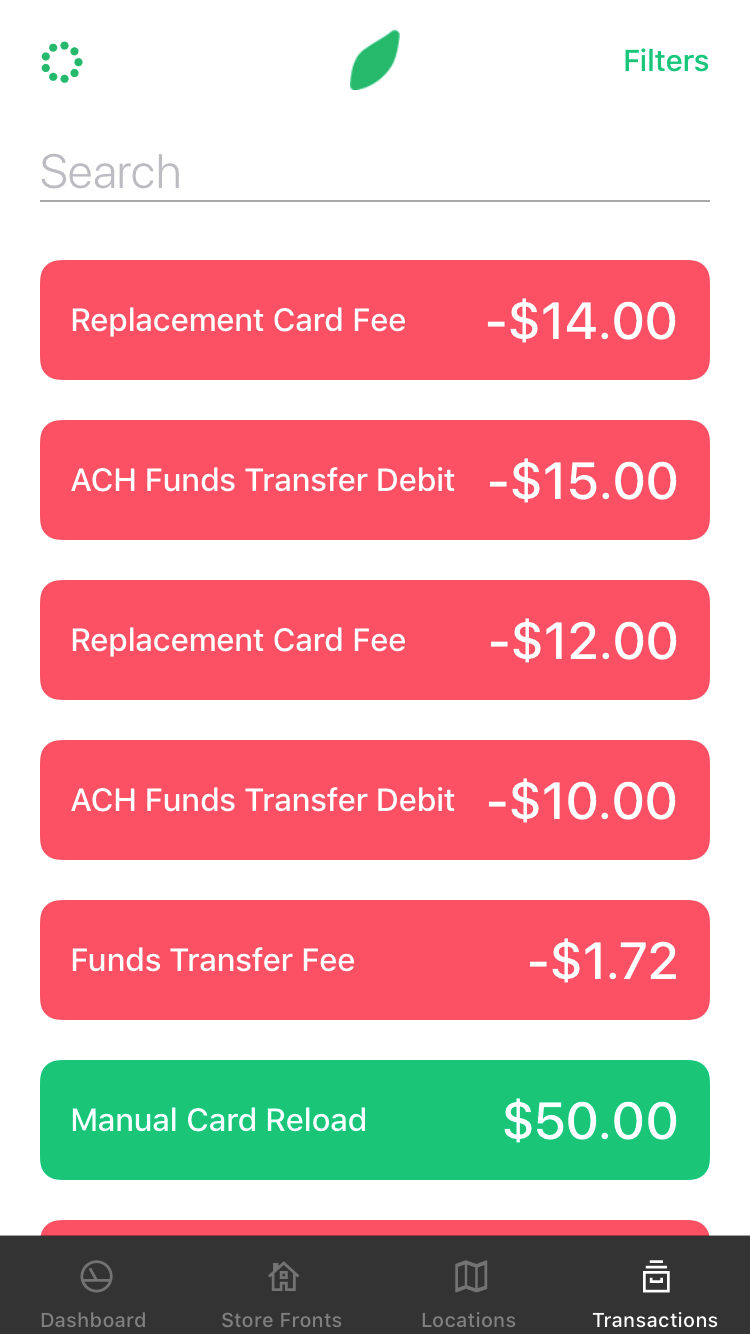 Filters
Search
Replacement Card Fee -$14.00
ACH Funds Transfer Debit -$15.00
Replacement Card Fee -$12.00
ACH Funds Transfer Debit -$10.00
Funds Transfer Fee -$1.72
Manual Card Reload $50.00
Dashboard Store Fronts Locations Transactions